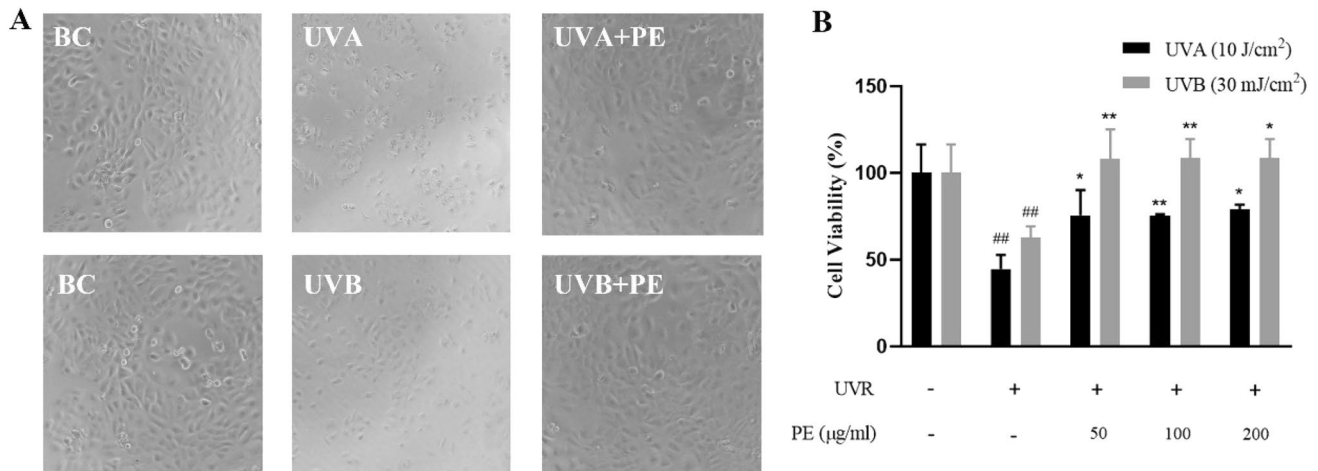 A
BC
UVA
UVA+PE
BC
UVB
UVB+PE
B
UVA (10 J/cm²)
UVB (30 mJ/cm²)
Cell Viability (%)
150
100
50
0
## ## * ** ** ** * *
UVR - + + + +
PE (μg/ml) - - 50 100 200